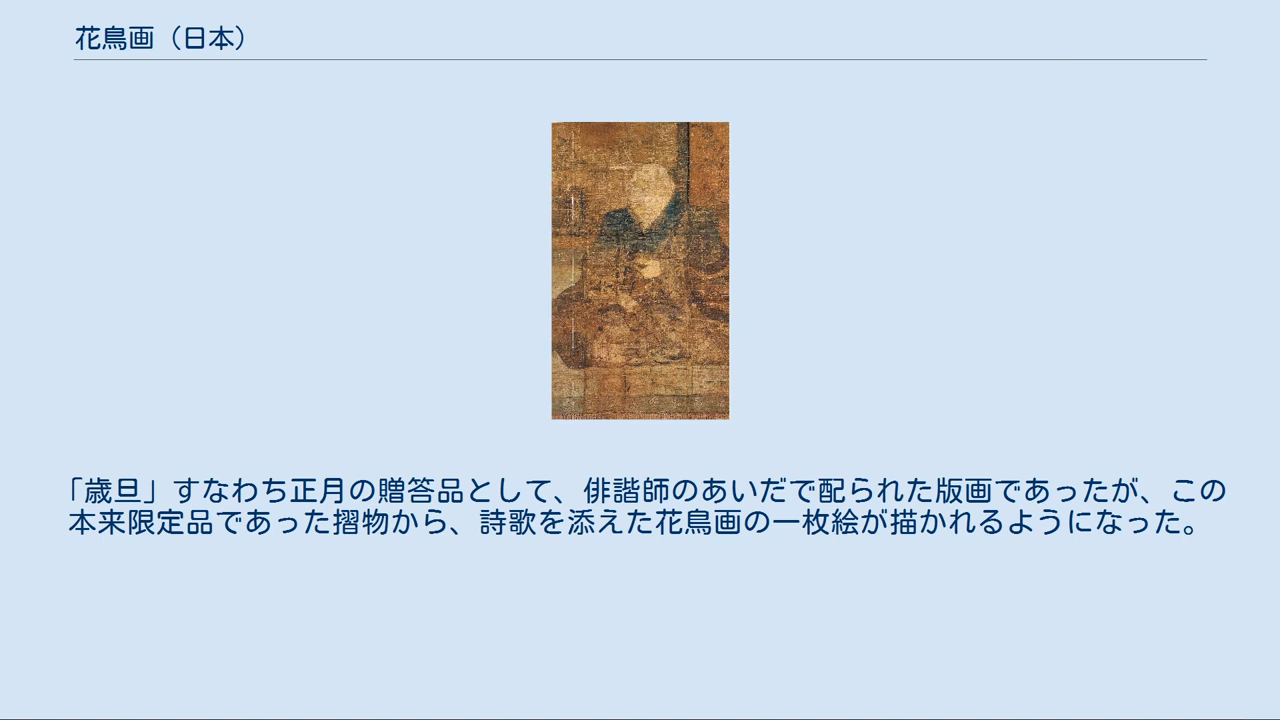 花鳥画（日本）
「歳旦」すなわち正月の贈答品として、俳諧師のあいだで配られた版画であったが、この
本来限定品であった摺物から、詩歌を添えた花鳥画の一枚絵が描かれるようになった。